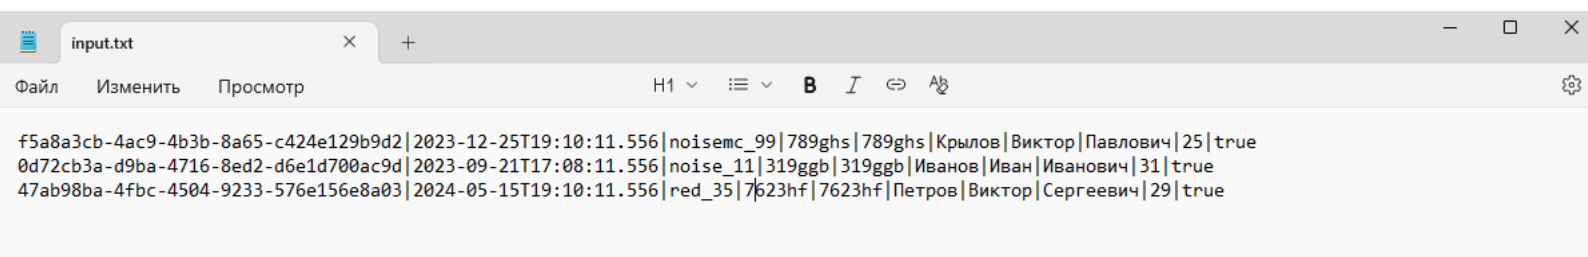 input.txt
Файл Изменить Просмотр H1 B I
f5a8a3cb-4ac9-4b3b-8a65-c424e129b9d2|2023-12-25T19:10:11.556|noisemc_99|789ghs|789ghs|Крылов|Виктор|Павлович|25|true
0d72cb3a-d9ba-4716-8ed2-d6e1d700ac9d|2023-09-21T17:08:11.556|noise_11|319ggb|319ggb|Иванов|Иван|Иванович|31|true
47ab98ba-4fbc-4504-9233-576e156e8a03|2024-05-15T19:10:11.556|red_35|7623hf|7623hf|Петров|Виктор|Сергеевич|29|true